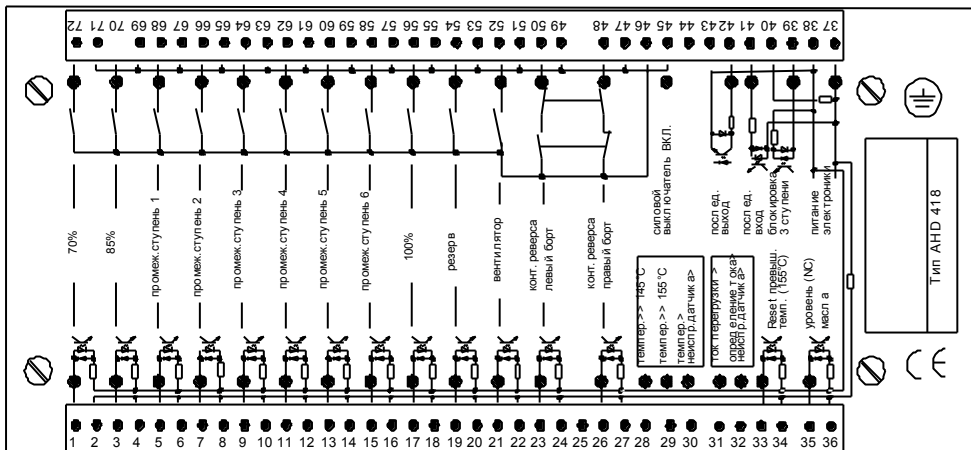 72 71 70 69 68 67 66 65 64 63 62 61 60 59 58 57 56 55 54 53 52 51 50 49 48 47 46 45 44 43 42 41 40 39 38 37
70%
85%
промеж.ступень 1
промеж.ступень 2
промеж.ступень 3
промеж.ступень 4
промеж.ступень 5
промеж.ступень 6
100%
резерв
вентилятор
конт. реверса
левый борт
конт. реверса
правый борт
силовой
выключатель ВКЛ.
послед.
выход
послед.
вход
блокировка
3 ступени
питание
электроники
темпер.>> 145°C
темпер.>> 155°C
темпер.>
неиспр.датчика>
ток перегрузки >
определение тока>
неиспр.датчика>
Reset превыш.
темп. (155°C)
уровень (NC)
масла
Тип AHD 418
CE
1 2 3 4 5 6 7 8 9 10 11 12 13 14 15 16 17 18 19 20 21 22 23 24 25 26 27 28 29 30 31 32 33 34 35 36